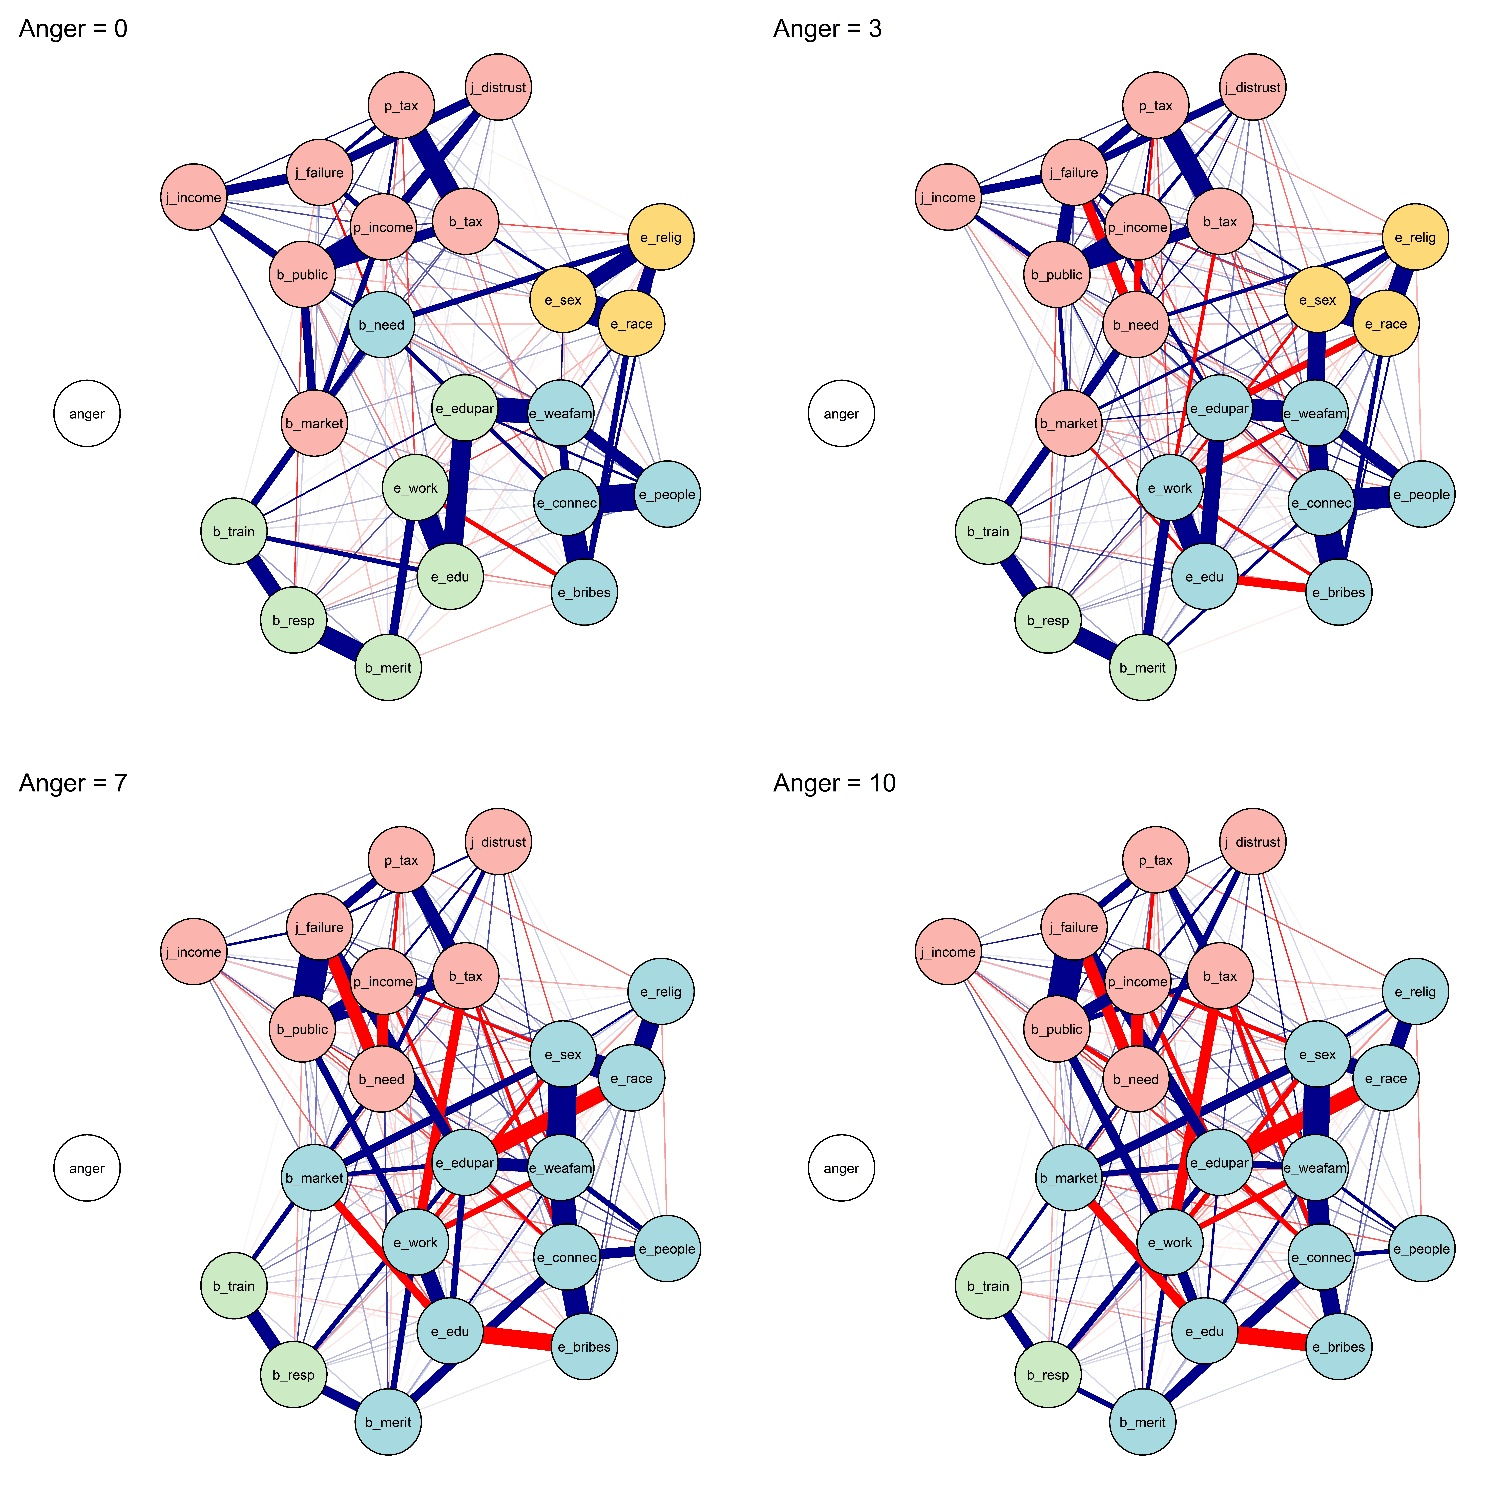 Anger = 0
p_tax
j_distrust
j_failure
j_income
p_income
b_tax
e_relig
b_public
e_sex
b_need
e_race
anger
b_market
e_edupar
e_weafam
e_work
e_connec
e_people
b_train
e_edu
e_bribes
b_resp
b_merit
Anger = 3
p_tax
j_distrust
j_failure
j_income
p_income
b_tax
e_relig
b_public
e_sex
b_need
e_race
anger
b_market
e_edupar
e_weafam
e_work
e_connec
e_people
b_train
e_edu
e_bribes
b_resp
b_merit
Anger = 7
p_tax
j_distrust
j_failure
j_income
p_income
b_tax
e_relig
b_public
e_sex
b_need
e_race
anger
b_market
e_edupar
e_weafam
e_work
e_connec
e_people
b_train
e_edu
e_bribes
b_resp
b_merit
Anger = 10
p_tax
j_distrust
j_failure
j_income
p_income
b_tax
e_relig
b_public
e_sex
b_need
e_race
anger
b_market
e_edupar
e_weafam
e_work
e_connec
e_people
b_train
e_edu
e_bribes
b_resp
b_merit